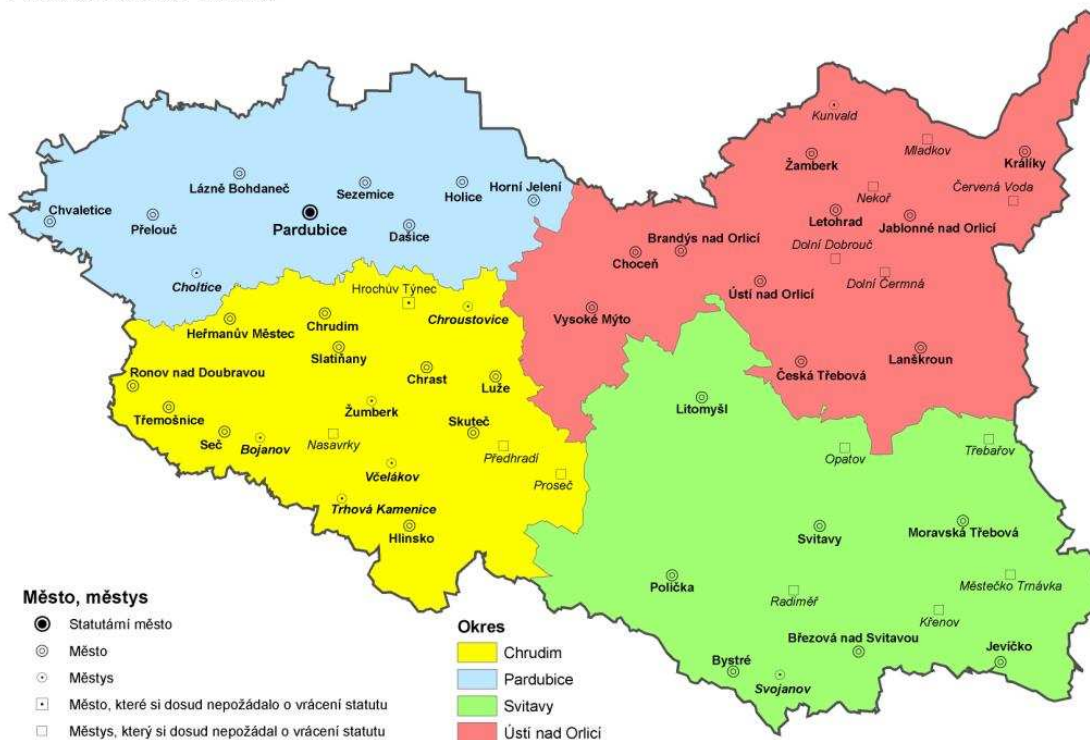 Kunvald
Mladkov
Žamberk
Králíky
Červená Voda
Nekoř
Letohrad
Jablonné nad Orlicí
Lázně Bohdaneč
Sezemice
Holice
Horní Jelení
Chvaletice
Přelouč
Pardubice
Dašice
Brandýs nad Orlicí
Choceň
Dolní Dobrouč
Dolní Čermná
Choltice
Ústí nad Orlicí
Hrochův Týnec
Vysoké Mýto
Heřmanův Městec
Chrudim
Chroustovice
Slatiňany
Lanškroun
Česká Třebová
Ronov nad Doubravou
Chrast
Luže
Třemošnice
Žumberk
Litomyšl
Seč
Bojanov
Nasavrky
Skuteč
Předhradí
Opatov
Třebařov
Včelákov
Proseč
Trhová Kamenice
Hlinsko
Svitavy
Moravská Třebová
Polička
Radiměř
Městečko Trnávka
Křenov
Březová nad Svitavou
Jevíčko
Bystré
Svojanov
Město, městys
Statutární město
Město
Městys
Město, které si dosud nepožádalo o vrácení statutu
Městys, který si dosud nepožádal o vrácení statutu
Okres
Chrudim
Pardubice
Svitavy
Ústí nad Orlicí